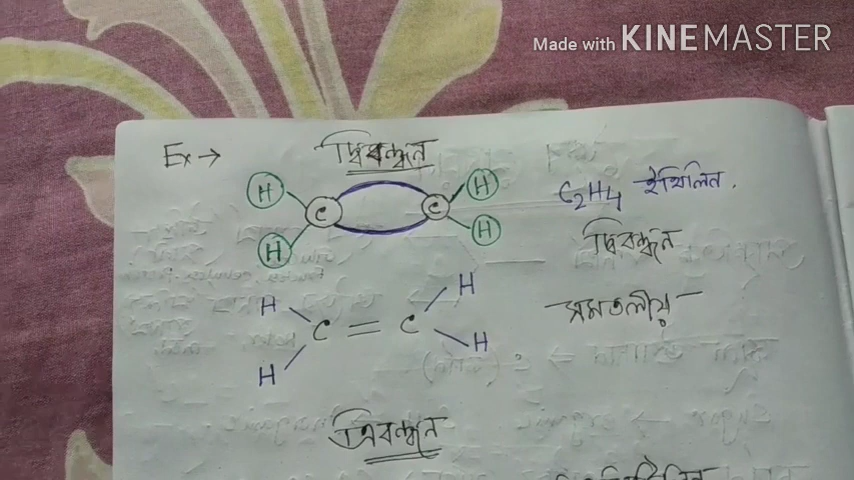 Made with KINEMASTER
Ex → দ্বিবন্ধন
H H
C C
H H
C₂H₄ ইথিলিন.
দ্বিবন্ধন
H H
C = C
H H
সমতলীয়
ত্রিবন্ধন